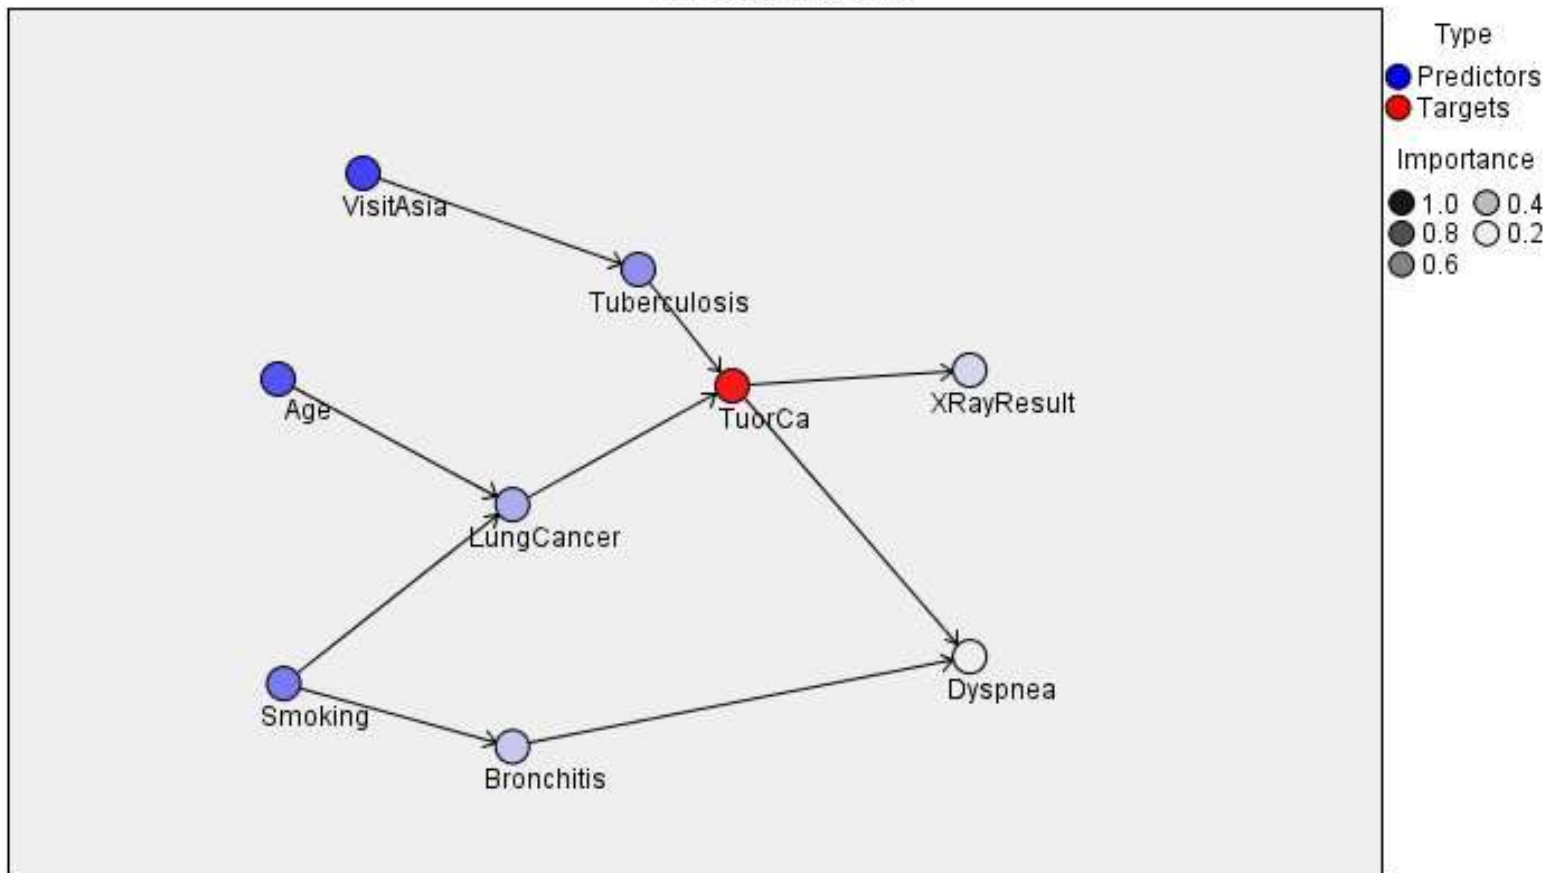 Type
Predictors
Targets
Importance
1.0 0.4
0.8 0.2
0.6
VisitAsia
Tuberculosis
Age
TuorCa
XRayResult
LungCancer
Smoking
Dyspnea
Bronchitis